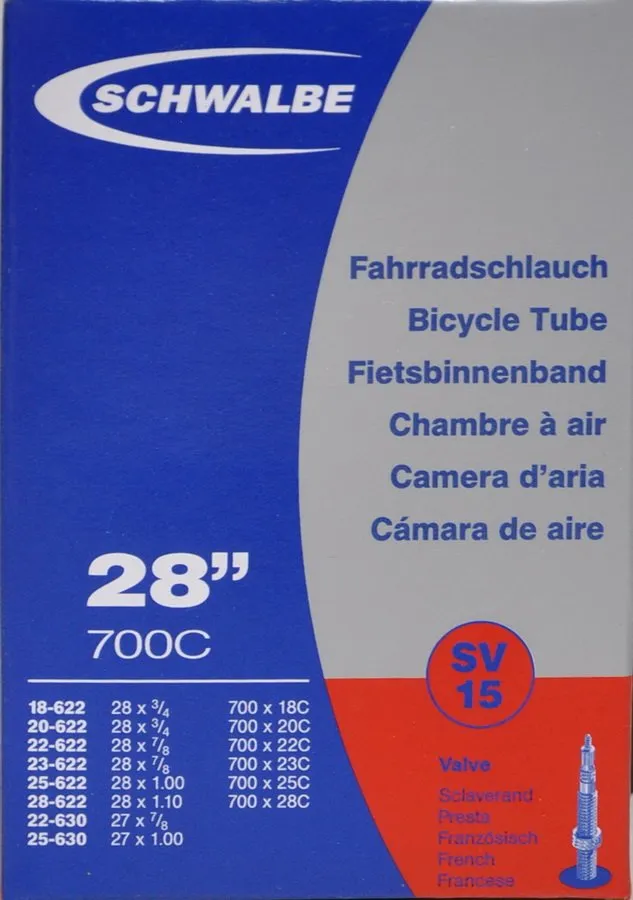 SCHWALBE
Fahrradschlauch
Bicycle Tube
Fietsbinnenband
Chambre à air
Camera d'aria
Cámara de aire
28”
700C
18-622 28 x 3/4 700 x 18C
20-622 28 x 3/4 700 x 20C
22-622 28 x 7/8 700 x 22C
23-622 28 x 7/8 700 x 23C
25-622 28 x 1.00 700 x 25C
28-622 28 x 1.10 700 x 28C
22-630 27 x 7/8
25-630 27 x 1.00
SV
15
Valve
Sclaverand
Presta
Französisch
French
Francese